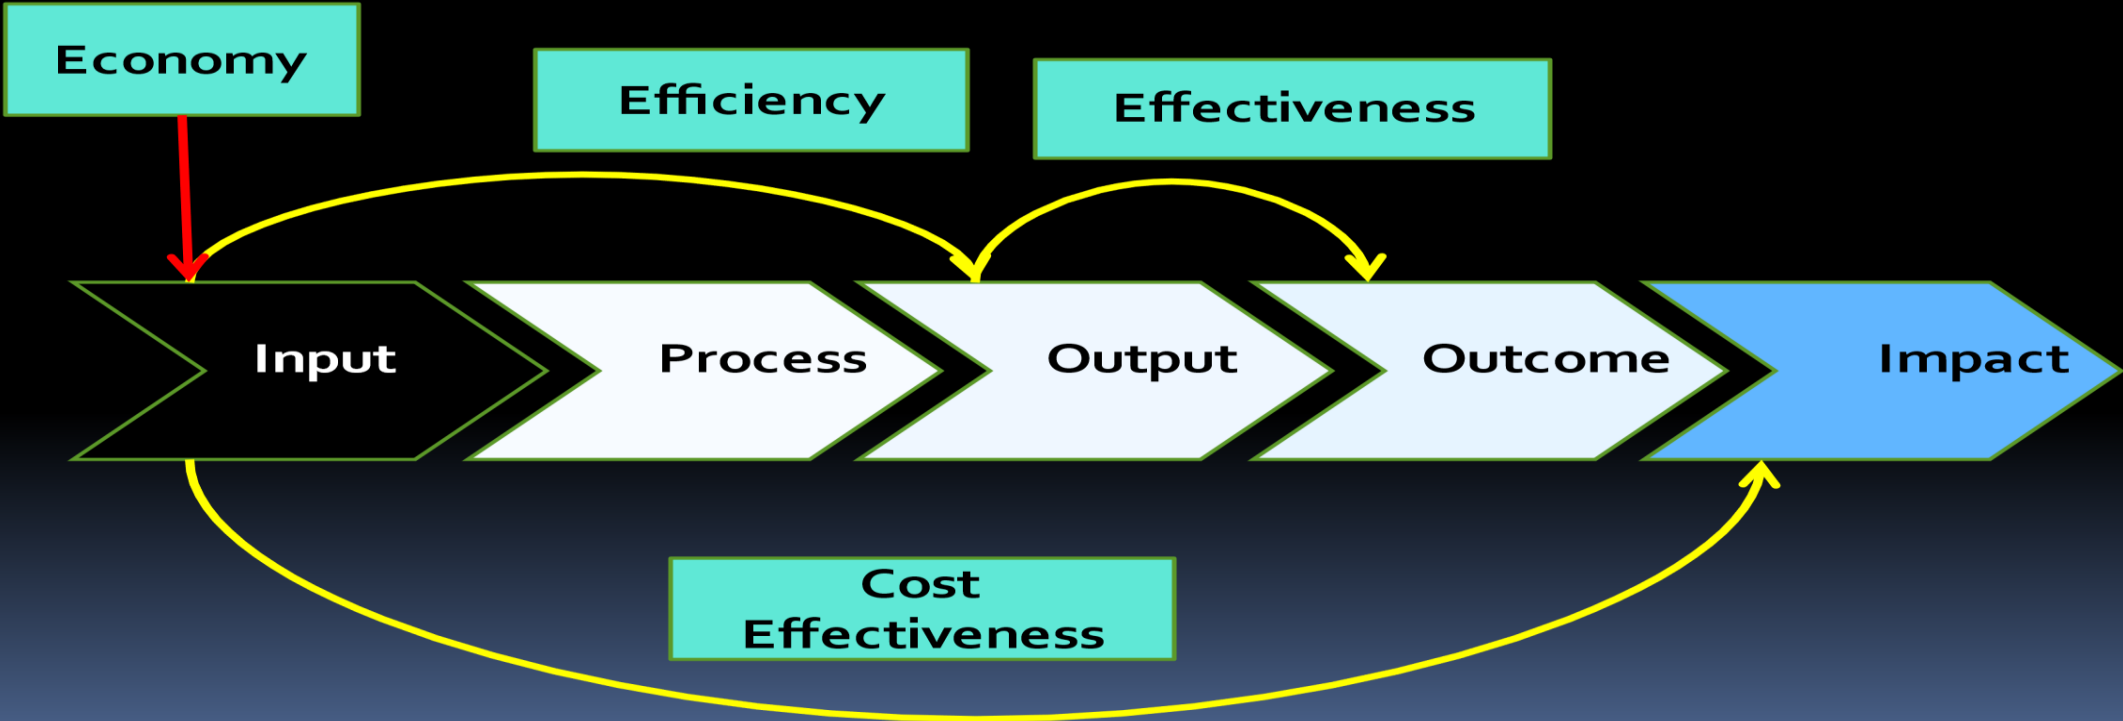 Economy
Efficiency
Effectiveness
Input
Process
Output
Outcome
Impact
Cost
Effectiveness